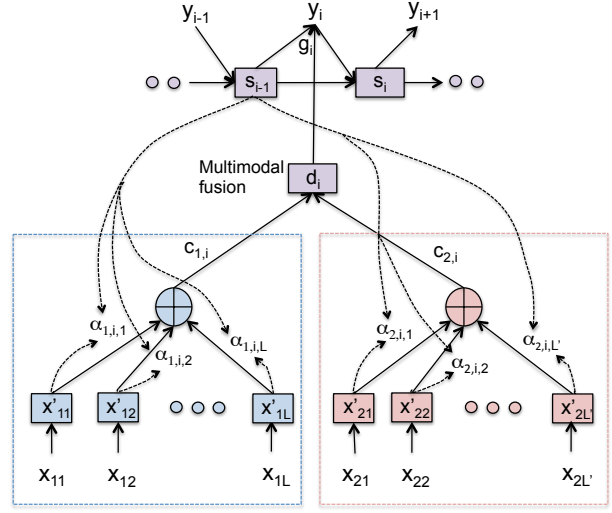 y_{i-1} y_i y_{i+1}
g_i
s_{i-1} s_i
Multimodal
fusion
d_i
c_{1,i} c_{2,i}
α_{1,i,1} α_{1,i,2} α_{1,i,L} α_{2,i,1} α_{2,i,2} α_{2,i,L'}
x'_{11} x'_{12} x'_{1L} x'_{21} x'_{22} x'_{2L'}
x_{11} x_{12} x_{1L} x_{21} x_{22} x_{2L'}